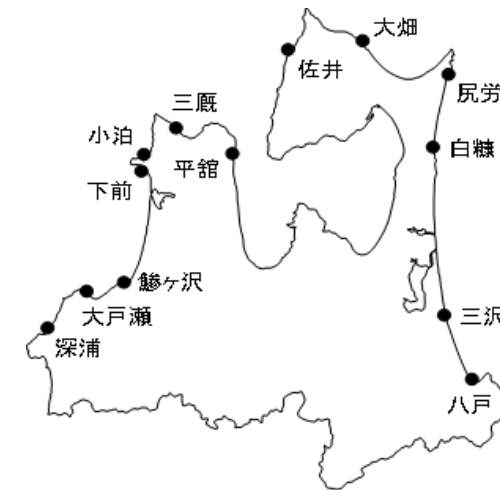 大畑
佐井
尻労
三厩
小泊
平舘
白糠
下前
鰺ヶ沢
大戸瀬
三沢
深浦
八戸